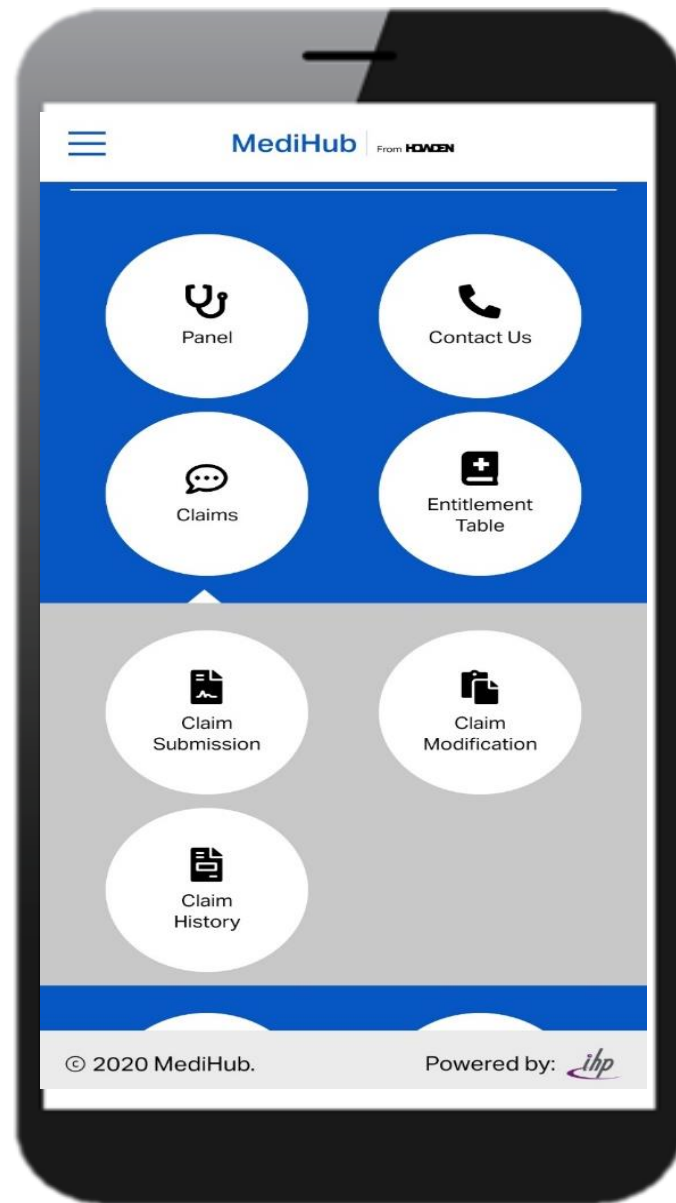 MediHub From HOWDEN
Panel
Contact Us
Claims
Entitlement
Table
Claim
Submission
Claim
Modification
Claim
History
© 2020 MediHub.
Powered by: ihp